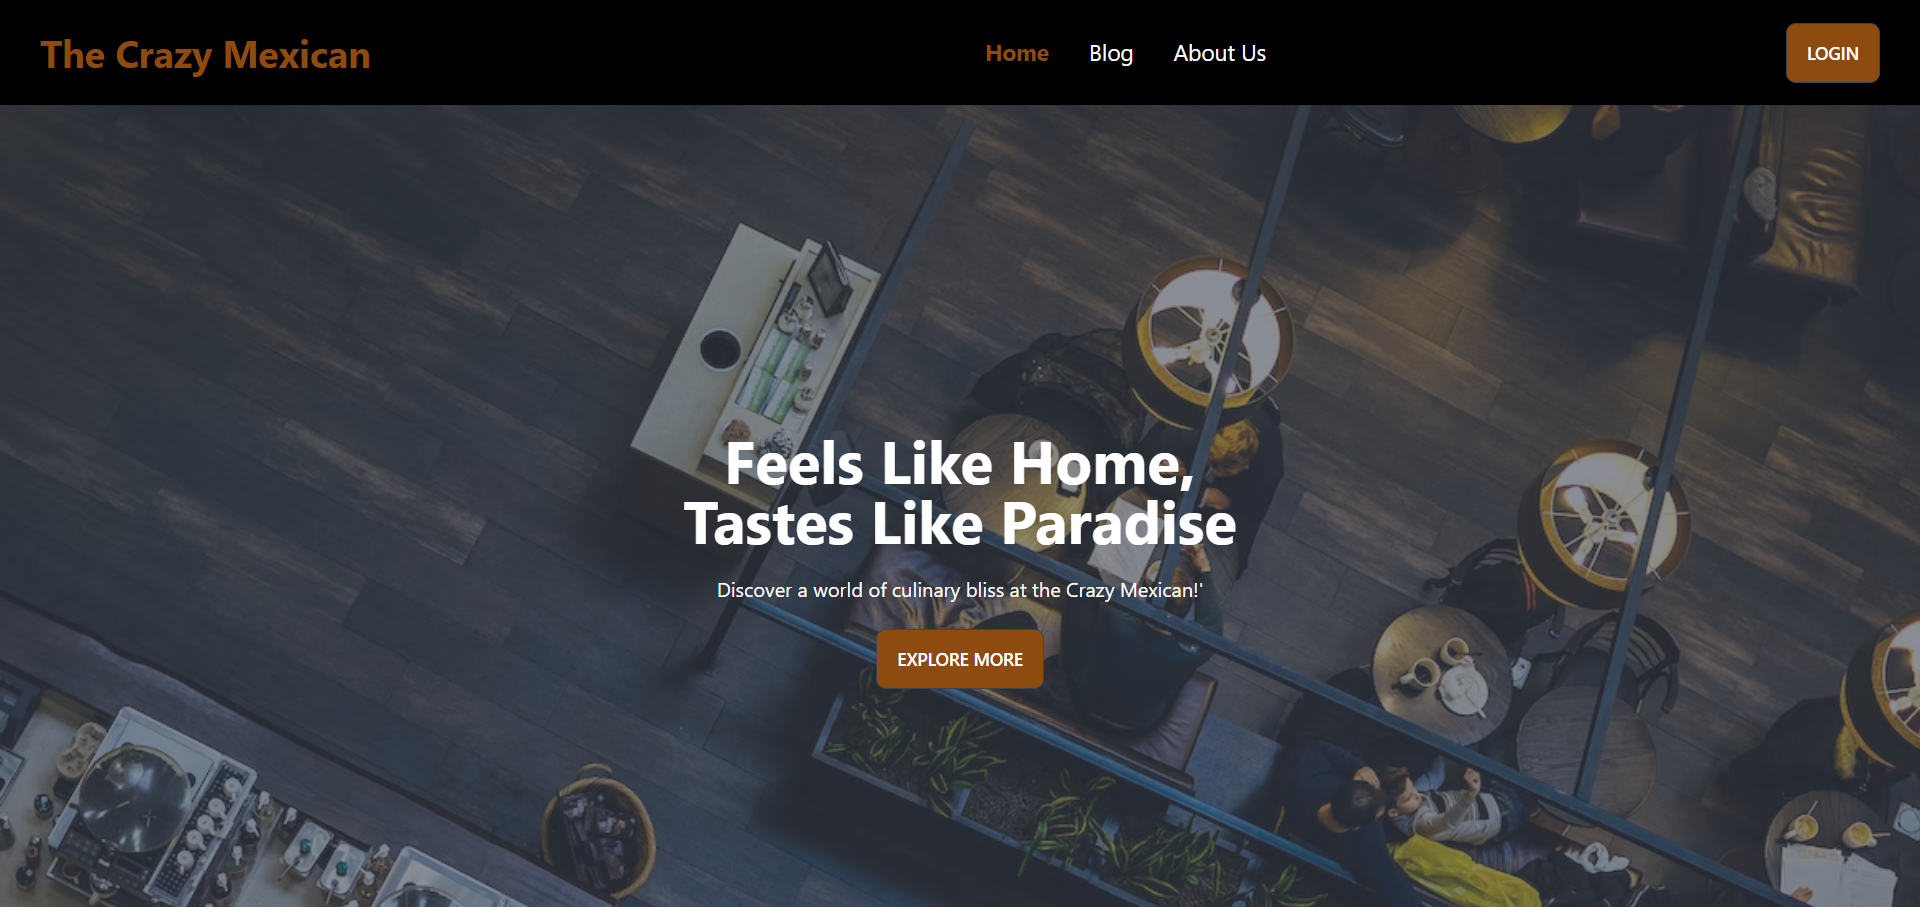 The Crazy Mexican
Home Blog About Us
LOGIN
Feels Like Home,
Tastes Like Paradise
Discover a world of culinary bliss at the Crazy Mexican!'
EXPLORE MORE